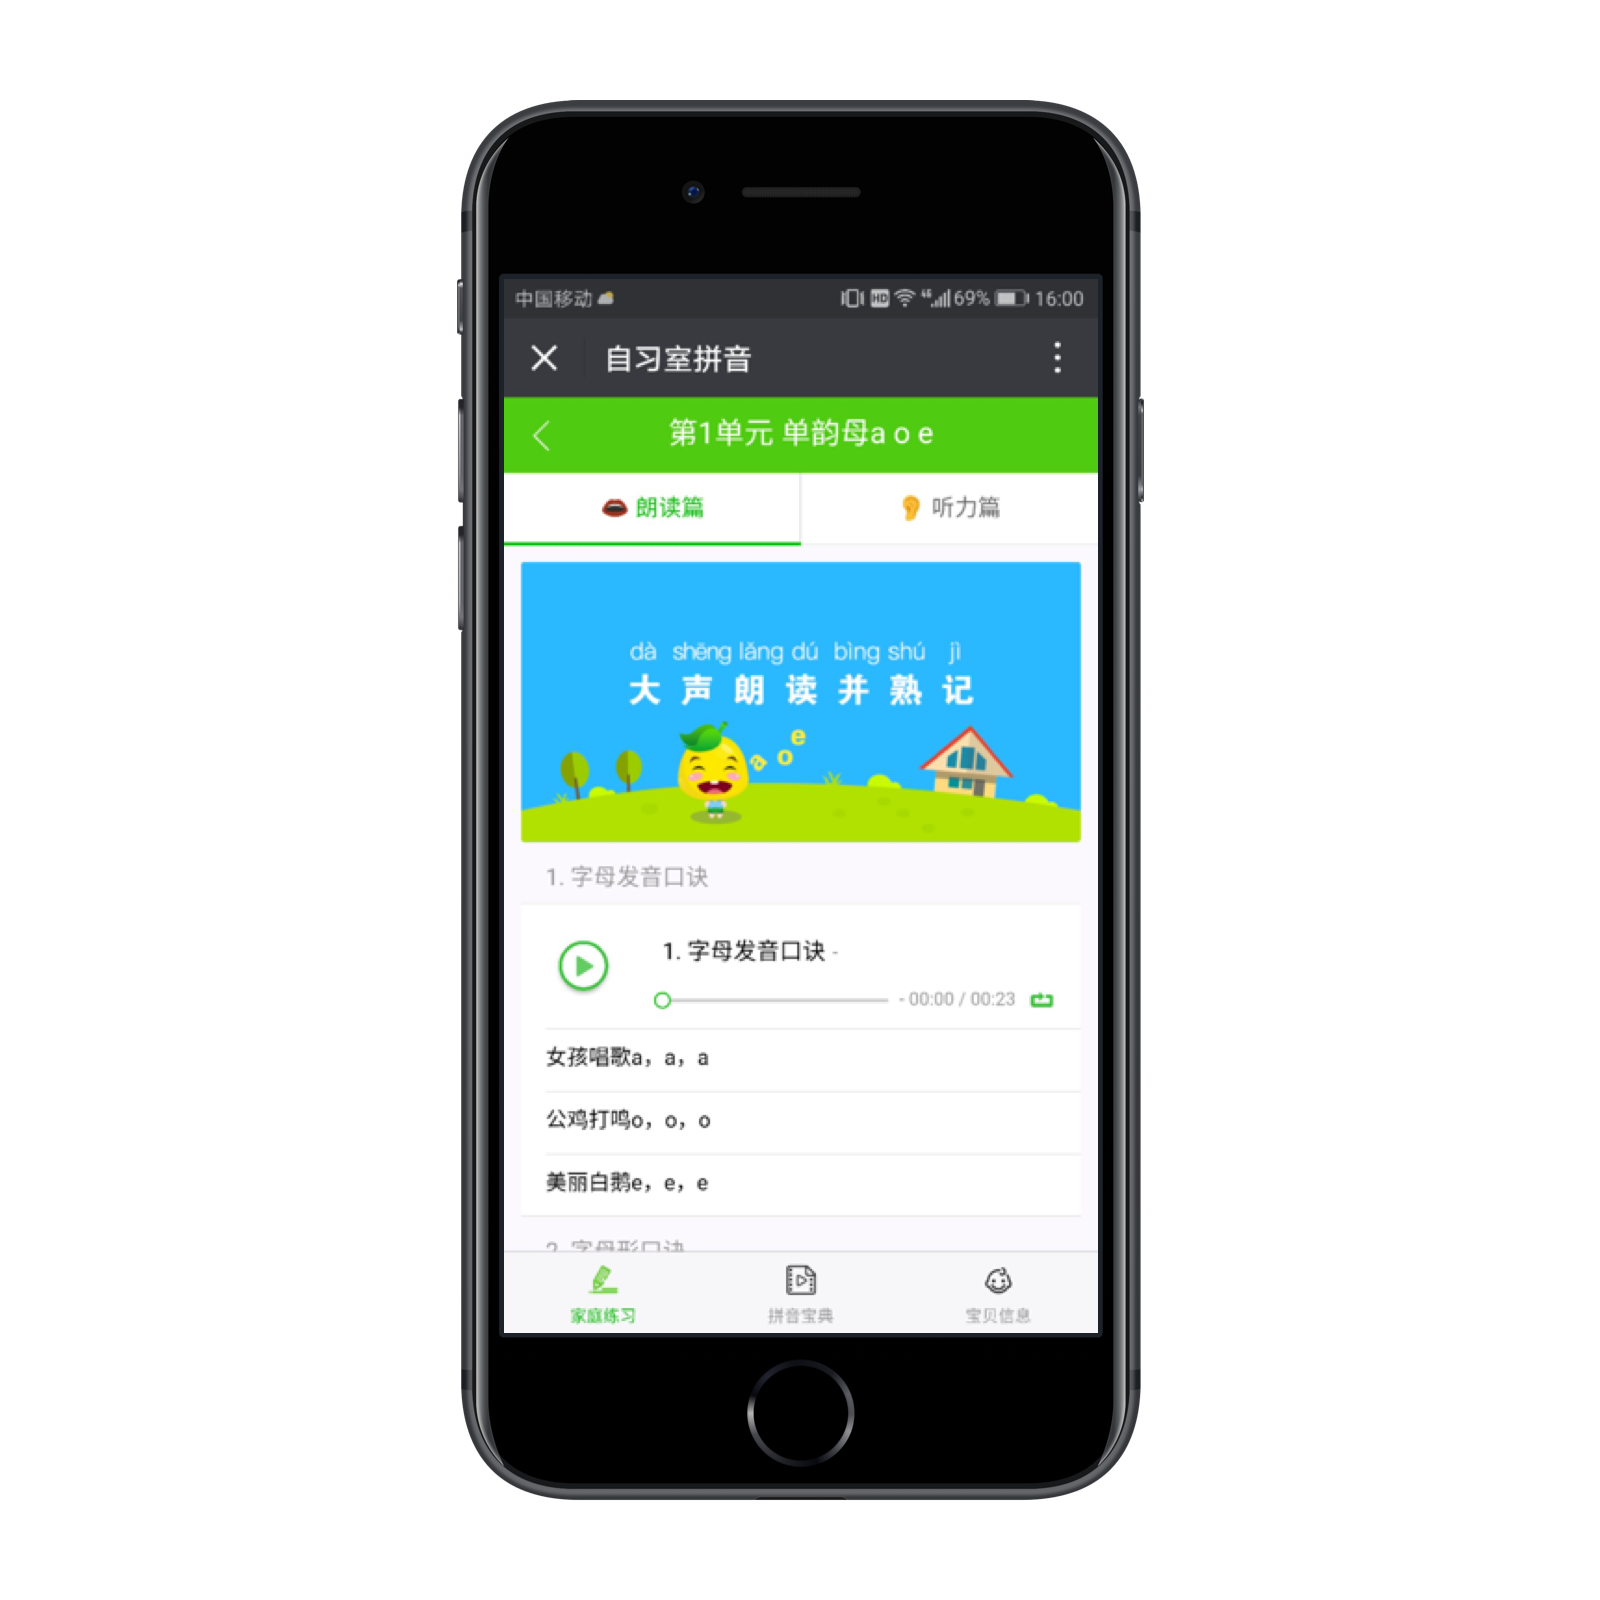 中国移动 HD 69% 16:00
自习室拼音
第1单元 单韵母a o e
朗读篇 听力篇
dà shēng lǎng dú bìng shú jì
大声朗读并熟记
a o e
1. 字母发音口诀
1. 字母发音口诀 -
- 00:00 / 00:23
女孩唱歌a，a，a
公鸡打鸣o，o，o
美丽白鹅e，e，e
2. 字母形口诀
家庭练习 拼音宝典 宝贝信息